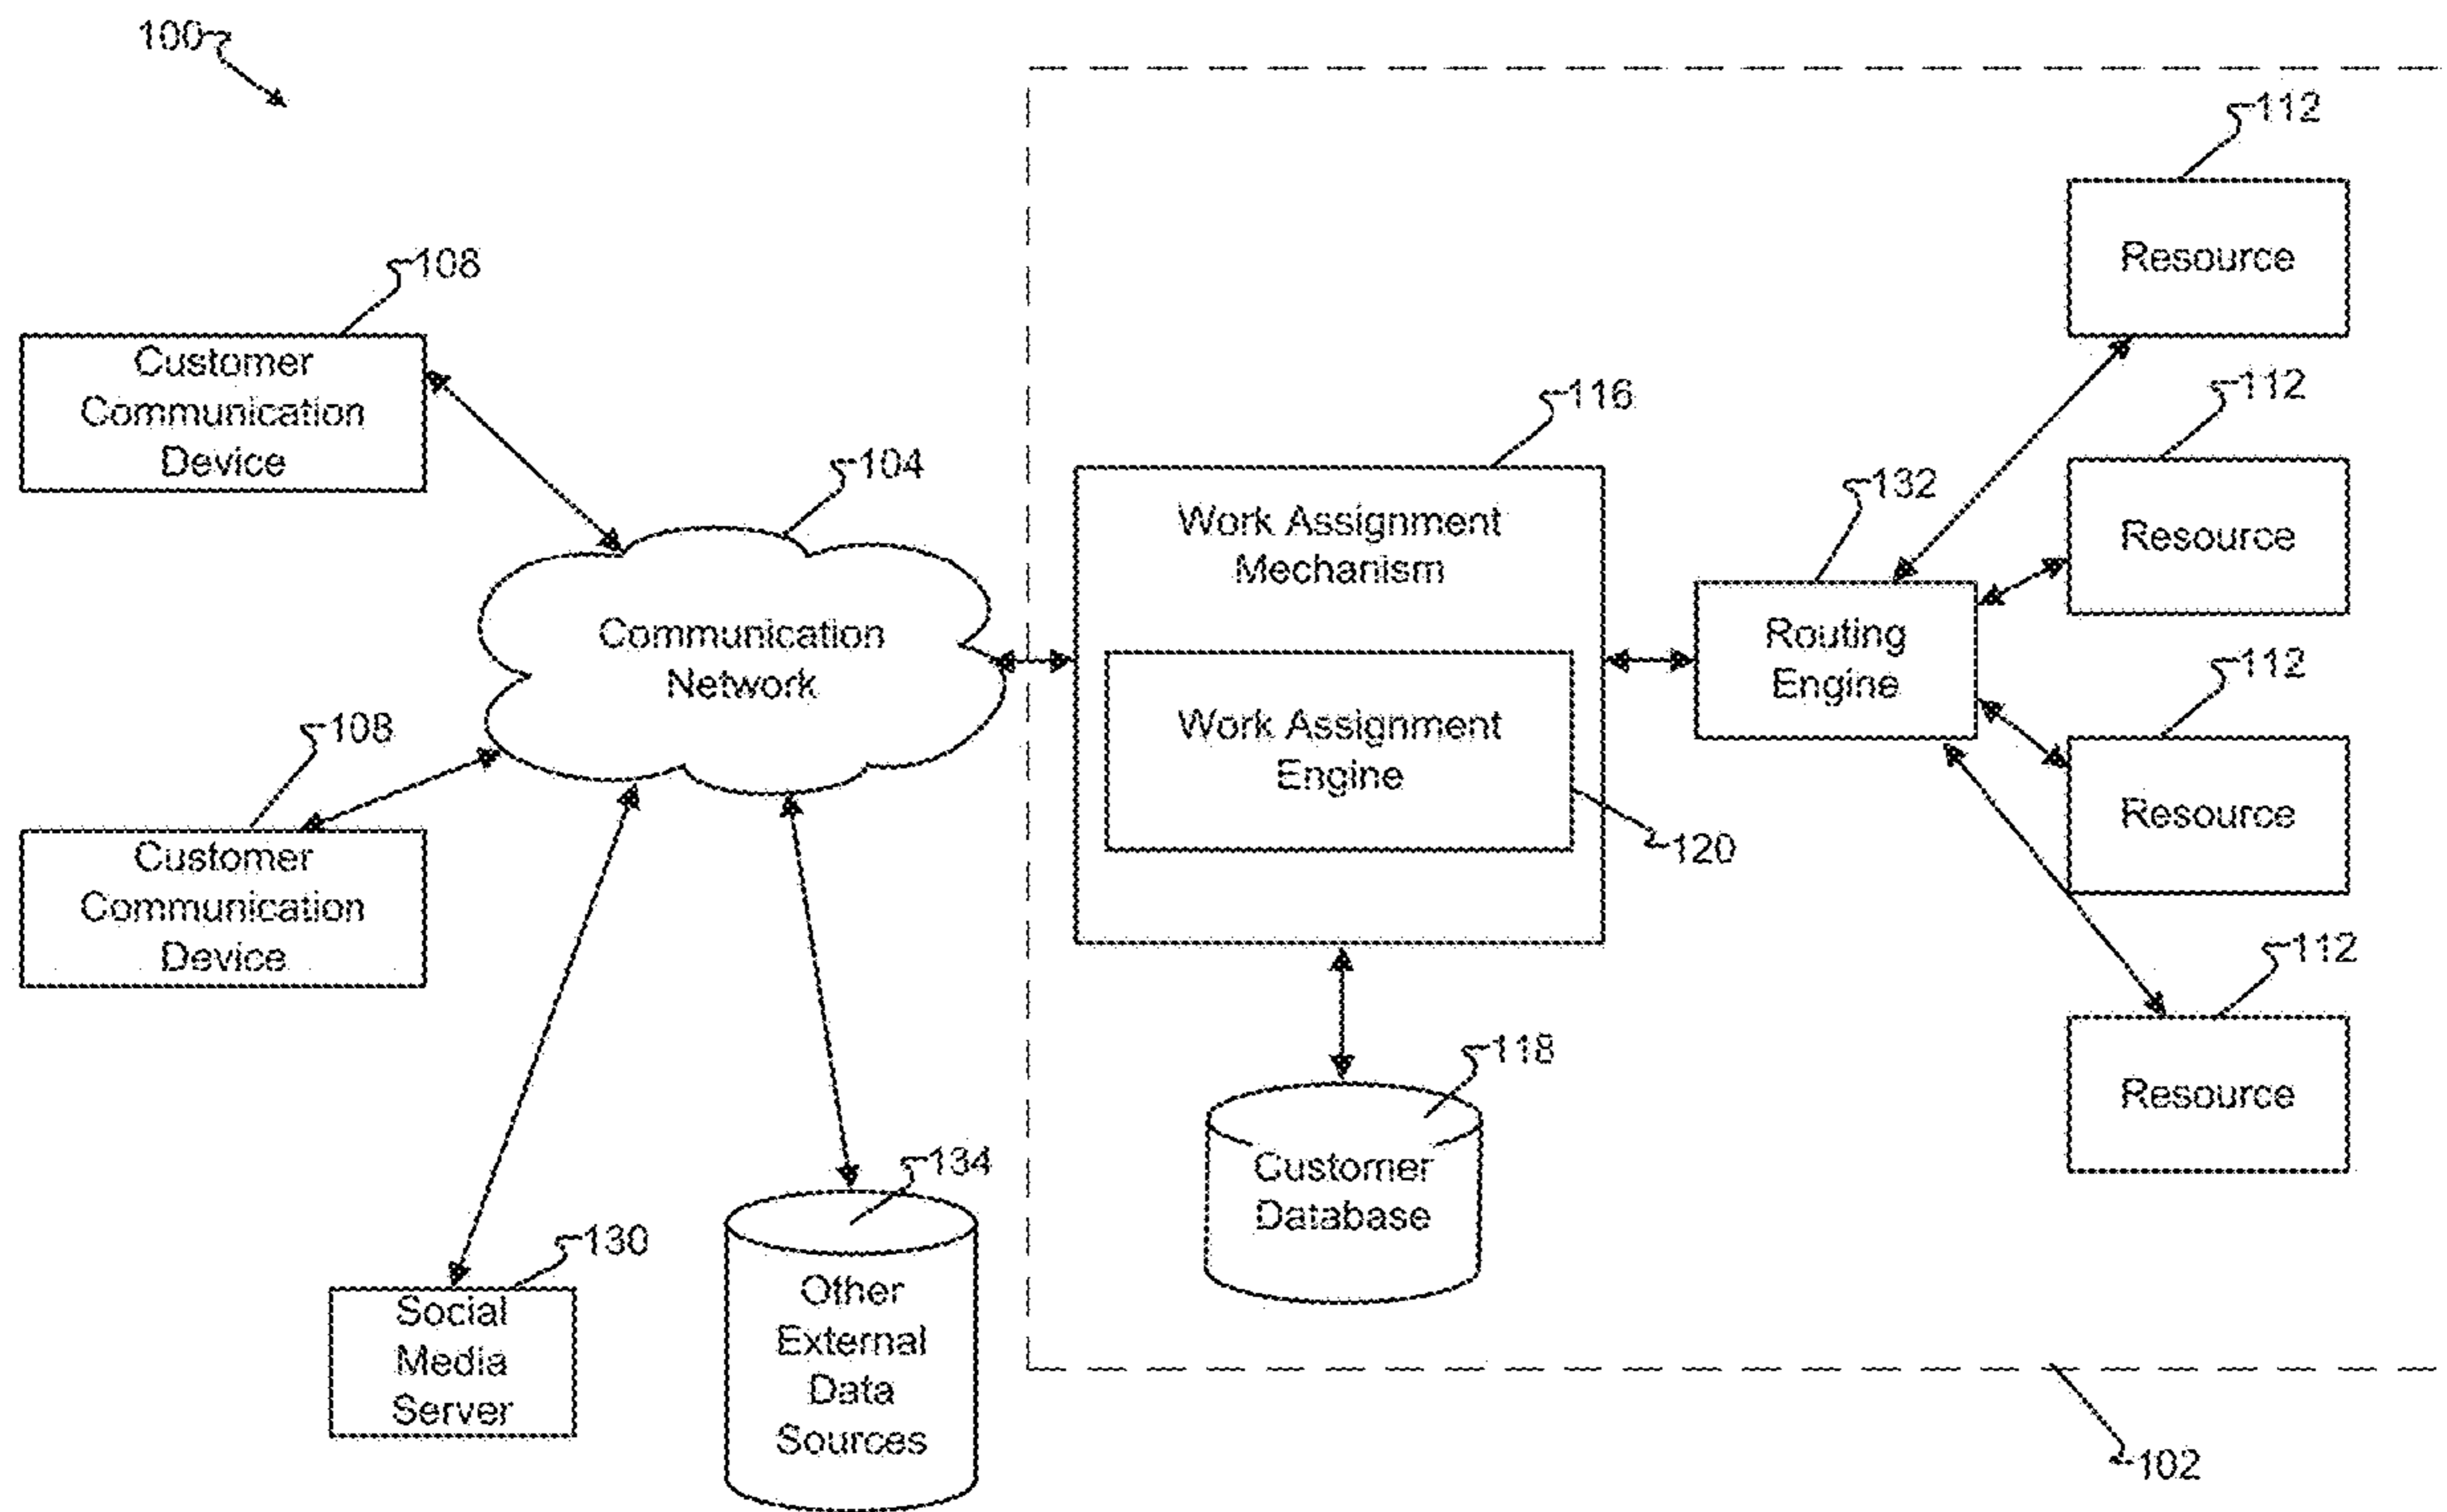 100
112
Resource
108
Customer
Communication
Device
112
Resource
116
104
132
Work Assignment
Mechanism
Communication
Network
Routing
Engine
Work Assignment
Engine
112
Resource
108
Customer
Communication
Device
120
112
Resource
118
Customer
Database
134
Other
External
Data
Sources
130
Social
Media
Server
102